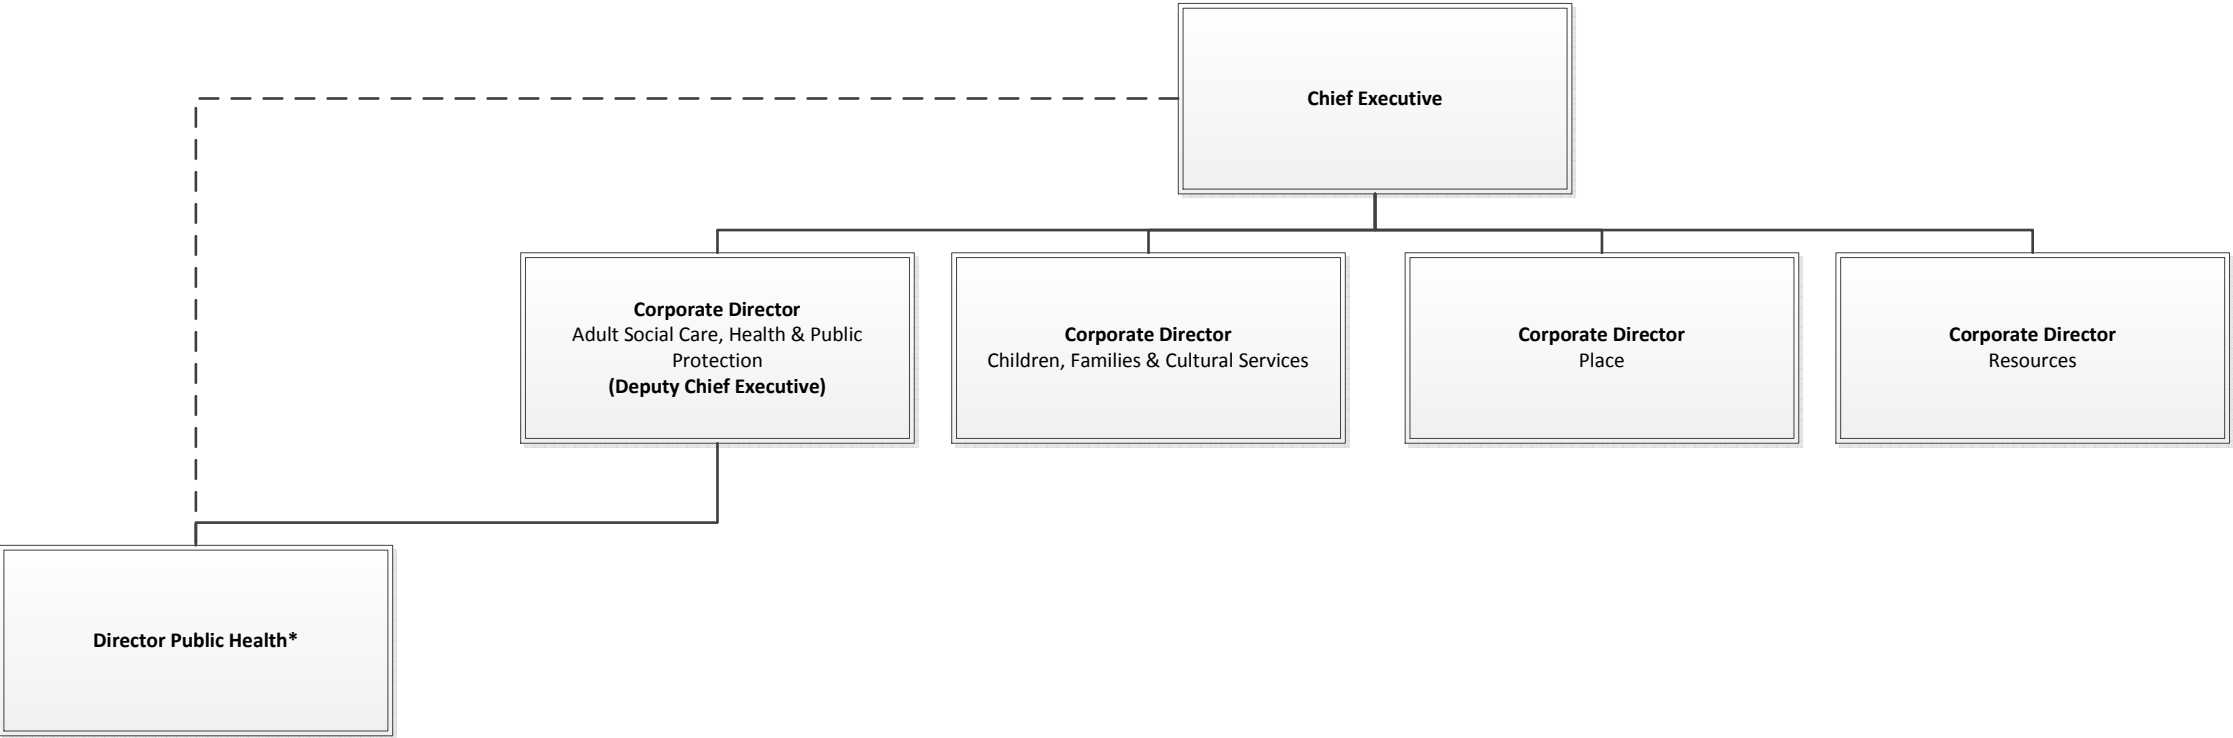 Chief Executive
Corporate Director
Adult Social Care, Health & Public
Protection
(Deputy Chief Executive)
Corporate Director
Children, Families & Cultural Services
Corporate Director
Place
Corporate Director
Resources
Director Public Health*